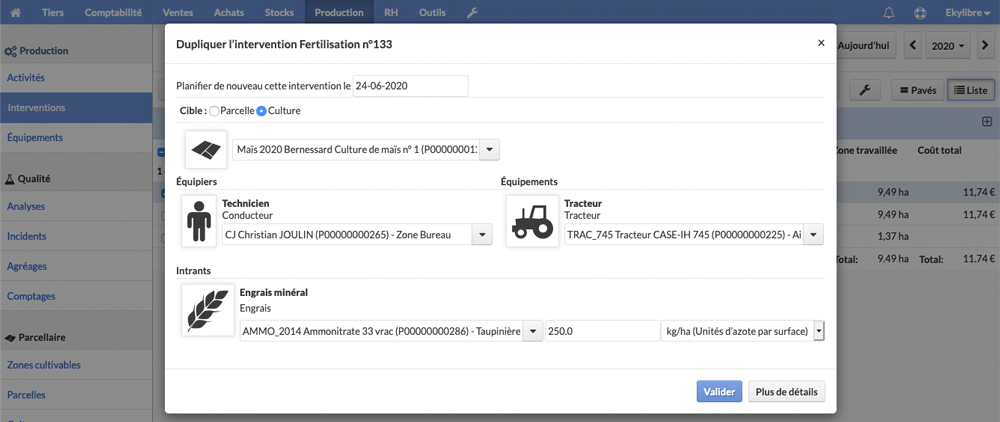 Tiers Comptabilité Ventes Achats Stocks Production RH Outils Ekylibre
Production
Activités
Interventions
Équipements
Qualité
Analyses
Incidents
Agréages
Comptages
Parcellaire
Zones cultivables
Parcelles
Dupliquer l'intervention Fertilisation n°133 ×
Planifier de nouveau cette intervention le 24-06-2020
Cible : Parcelle Culture
Maïs 2020 Bernessard Culture de maïs n° 1 (P00000001
Équipiers
Technicien
Conducteur
CJ Christian JOULIN (P00000000265) - Zone Bureau
Équipements
Tracteur
Tracteur
TRAC_745 Tracteur CASE-IH 745 (P00000000225) - Ai
Intrants
Engrais minéral
Engrais
AMMO_2014 Ammonitrate 33 vrac (P00000000286) - Taupinière 250.0 kg/ha (Unités d'azote par surface)
Valider Plus de détails
Aujourd'hui 2020
Pavés Liste
one travaillée Coût total
9,49 ha 11,74 €
9,49 ha 11,74 €
1,37 ha
Total: 9,49 ha Total: 11.74 €